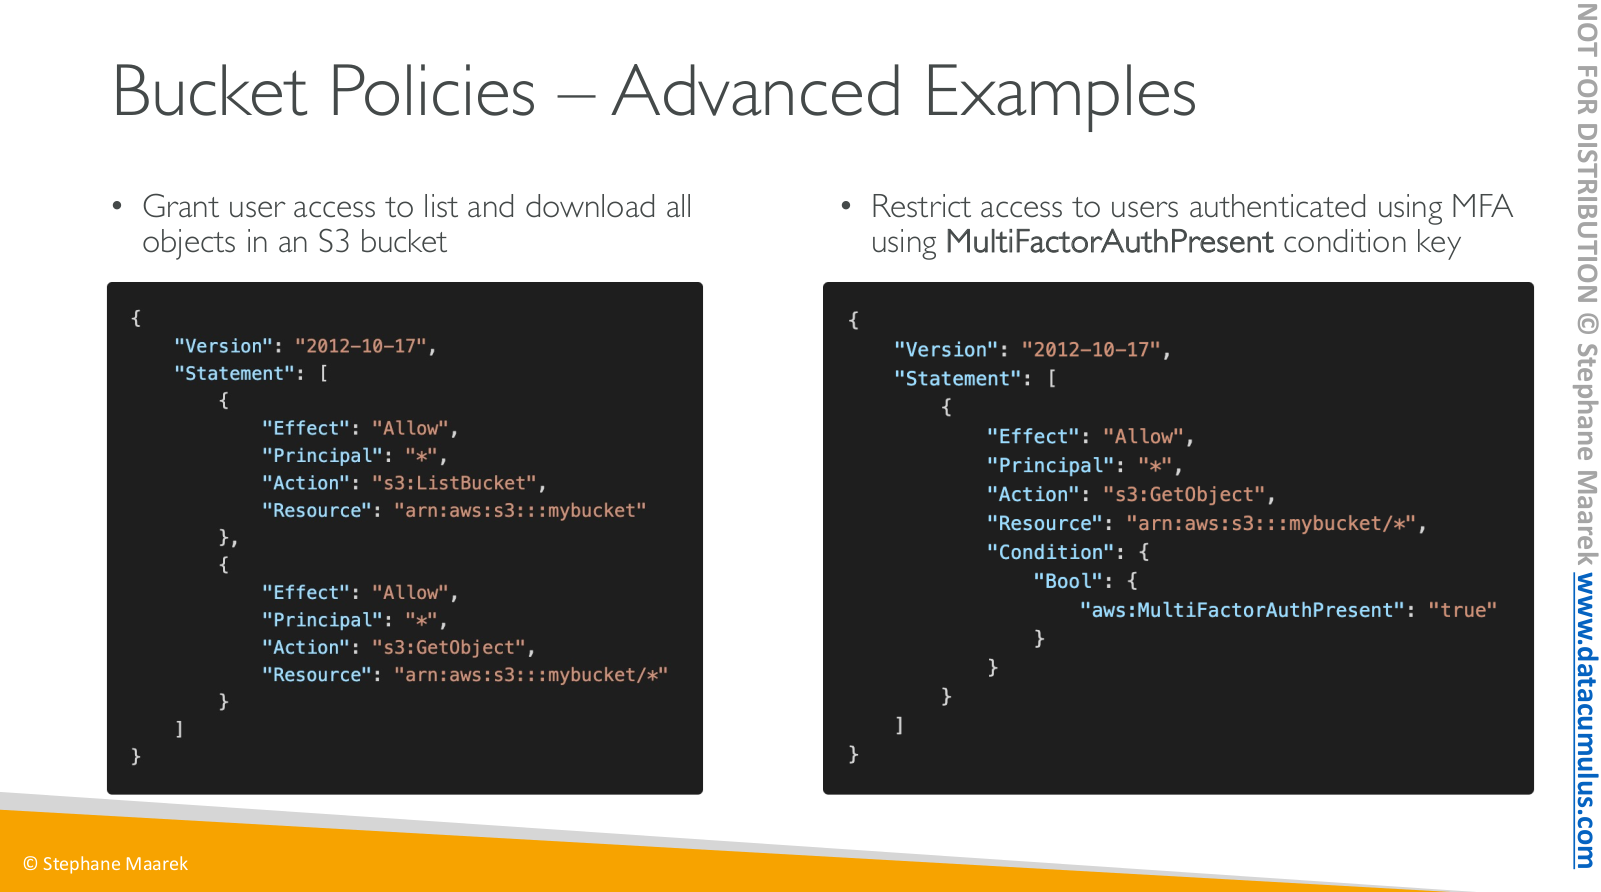 Bucket Policies – Advanced Examples
• Grant user access to list and download all
objects in an S3 bucket
{
    "Version": "2012-10-17",
    "Statement": [
        {
            "Effect": "Allow",
            "Principal": "*",
            "Action": "s3:ListBucket",
            "Resource": "arn:aws:s3:::mybucket"
        },
        {
            "Effect": "Allow",
            "Principal": "*",
            "Action": "s3:GetObject",
            "Resource": "arn:aws:s3:::mybucket/*"
        }
    ]
}
• Restrict access to users authenticated using MFA
using MultiFactorAuthPresent condition key
{
    "Version": "2012-10-17",
    "Statement": [
        {
            "Effect": "Allow",
            "Principal": "*",
            "Action": "s3:GetObject",
            "Resource": "arn:aws:s3:::mybucket/*",
            "Condition": {
                "Bool": {
                    "aws:MultiFactorAuthPresent": "true"
                }
            }
        }
    ]
}
© Stephane Maarek
NOT FOR DISTRIBUTION © Stephane Maarek www.datacumulus.com